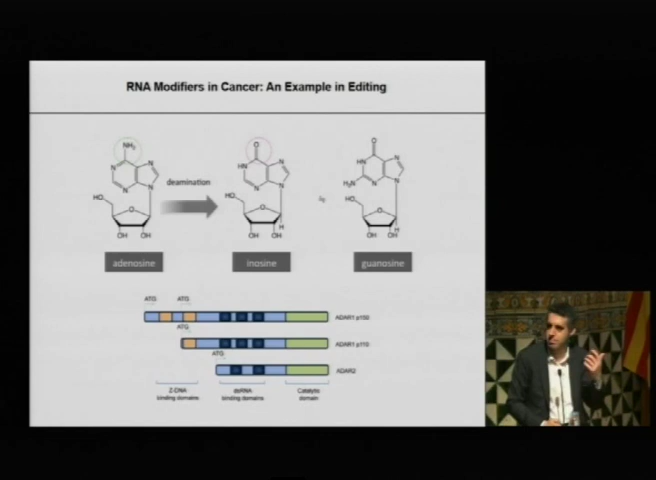 RNA Modifiers in Cancer: An Example in Editing
NH2
N
N
N
N
HO
O
OH
OH
deamination
O
HN
N
N
N
HO
O
H
OH
OH
O
HN
N
H2N
N
N
HO
O
H
OH
OH
adenosine
inosine
guanosine
ATG
ATG
ADAR1 p150
ATG
ADAR1 p110
ATG
ADAR2
Z-DNA
binding domains
dsRNA
binding domains
Catalytic
domain